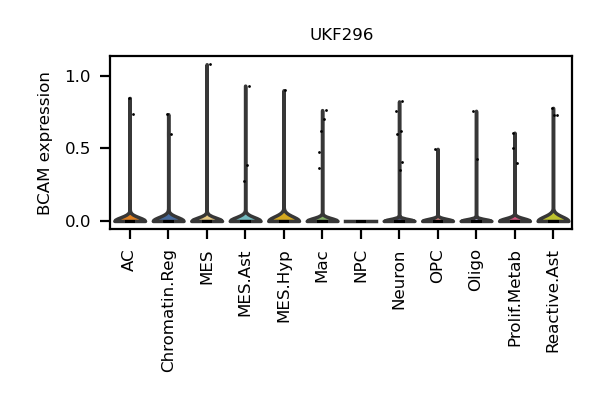 UKF296
BCAM expression
1.0
0.5
0.0
AC
Chromatin.Reg
MES
MES.Ast
MES.Hyp
Mac
NPC
Neuron
OPC
Oligo
Prolif.Metab
Reactive.Ast